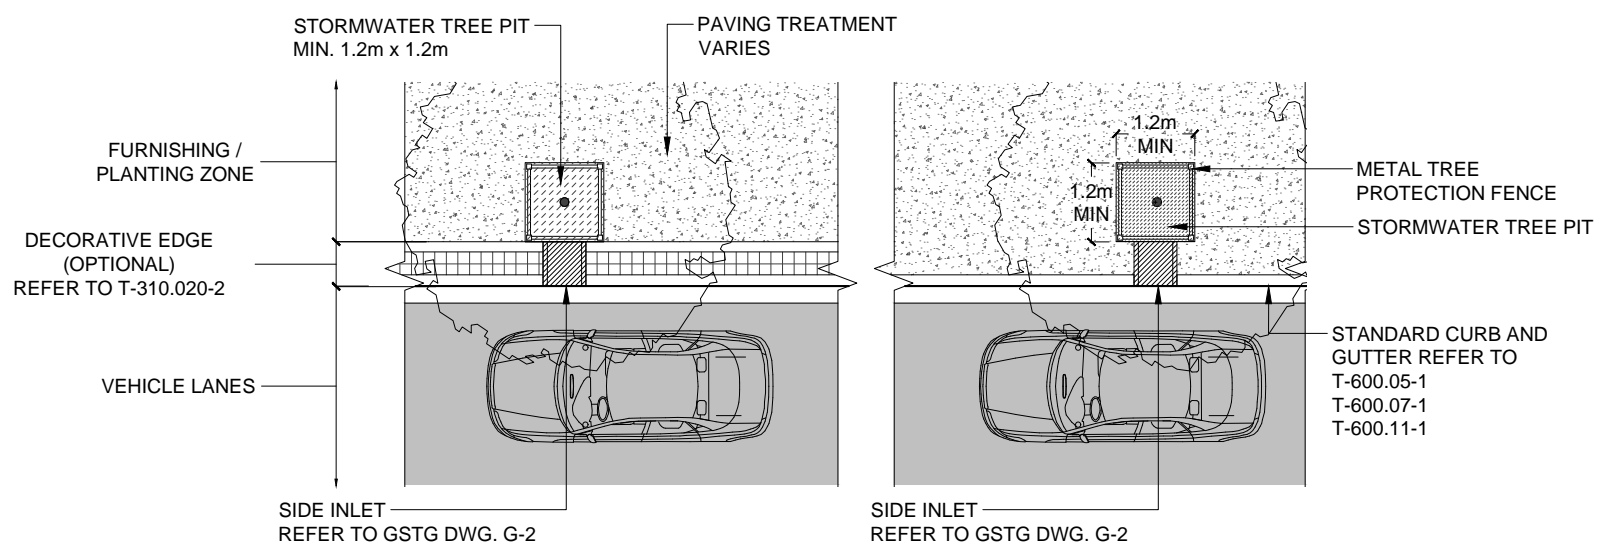 STORMWATER TREE PIT
MIN. 1.2m x 1.2m
PAVING TREATMENT
VARIES
FURNISHING /
PLANTING ZONE
DECORATIVE EDGE
(OPTIONAL)
REFER TO T-310.020-2
VEHICLE LANES
SIDE INLET
REFER TO GSTG DWG. G-2
1.2m
MIN
1.2m
MIN
METAL TREE
PROTECTION FENCE
STORMWATER TREE PIT
STANDARD CURB AND
GUTTER REFER TO
T-600.05-1
T-600.07-1
T-600.11-1
SIDE INLET
REFER TO GSTG DWG. G-2